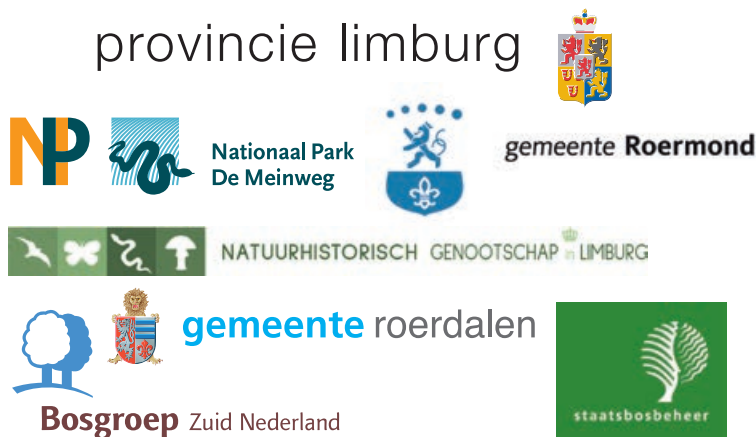 provincie limburg
NP
Nationaal Park
De Meinweg
gemeente Roermond
NATUURHISTORISCH GENOOTSCHAP in LIMBURG
gemeente roerdalen
Bosgroep Zuid Nederland
staatsbosbeheer